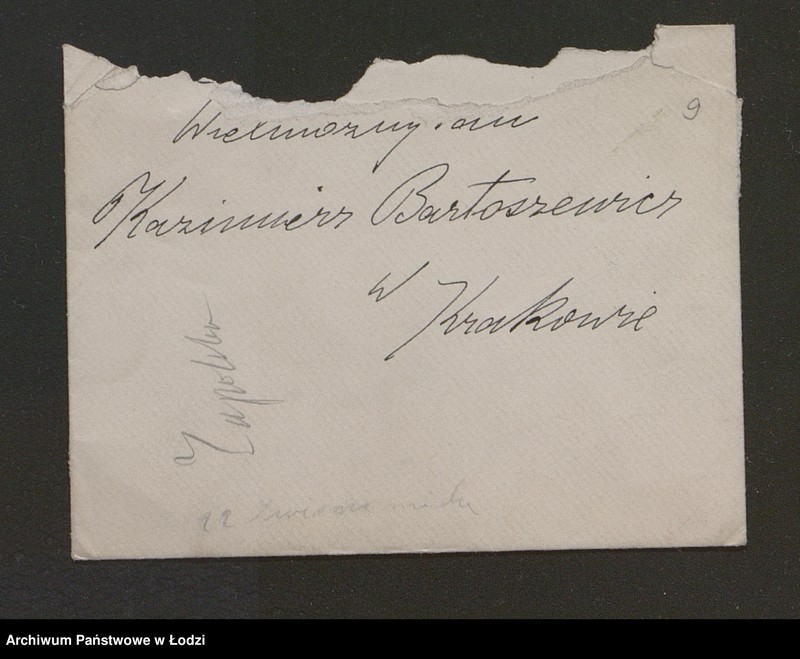 9
Wielmożny Pan
Kazimierz Bartoszewicz
w
Krakowie
Zapolska
Archiwum Państwowe w Łodzi